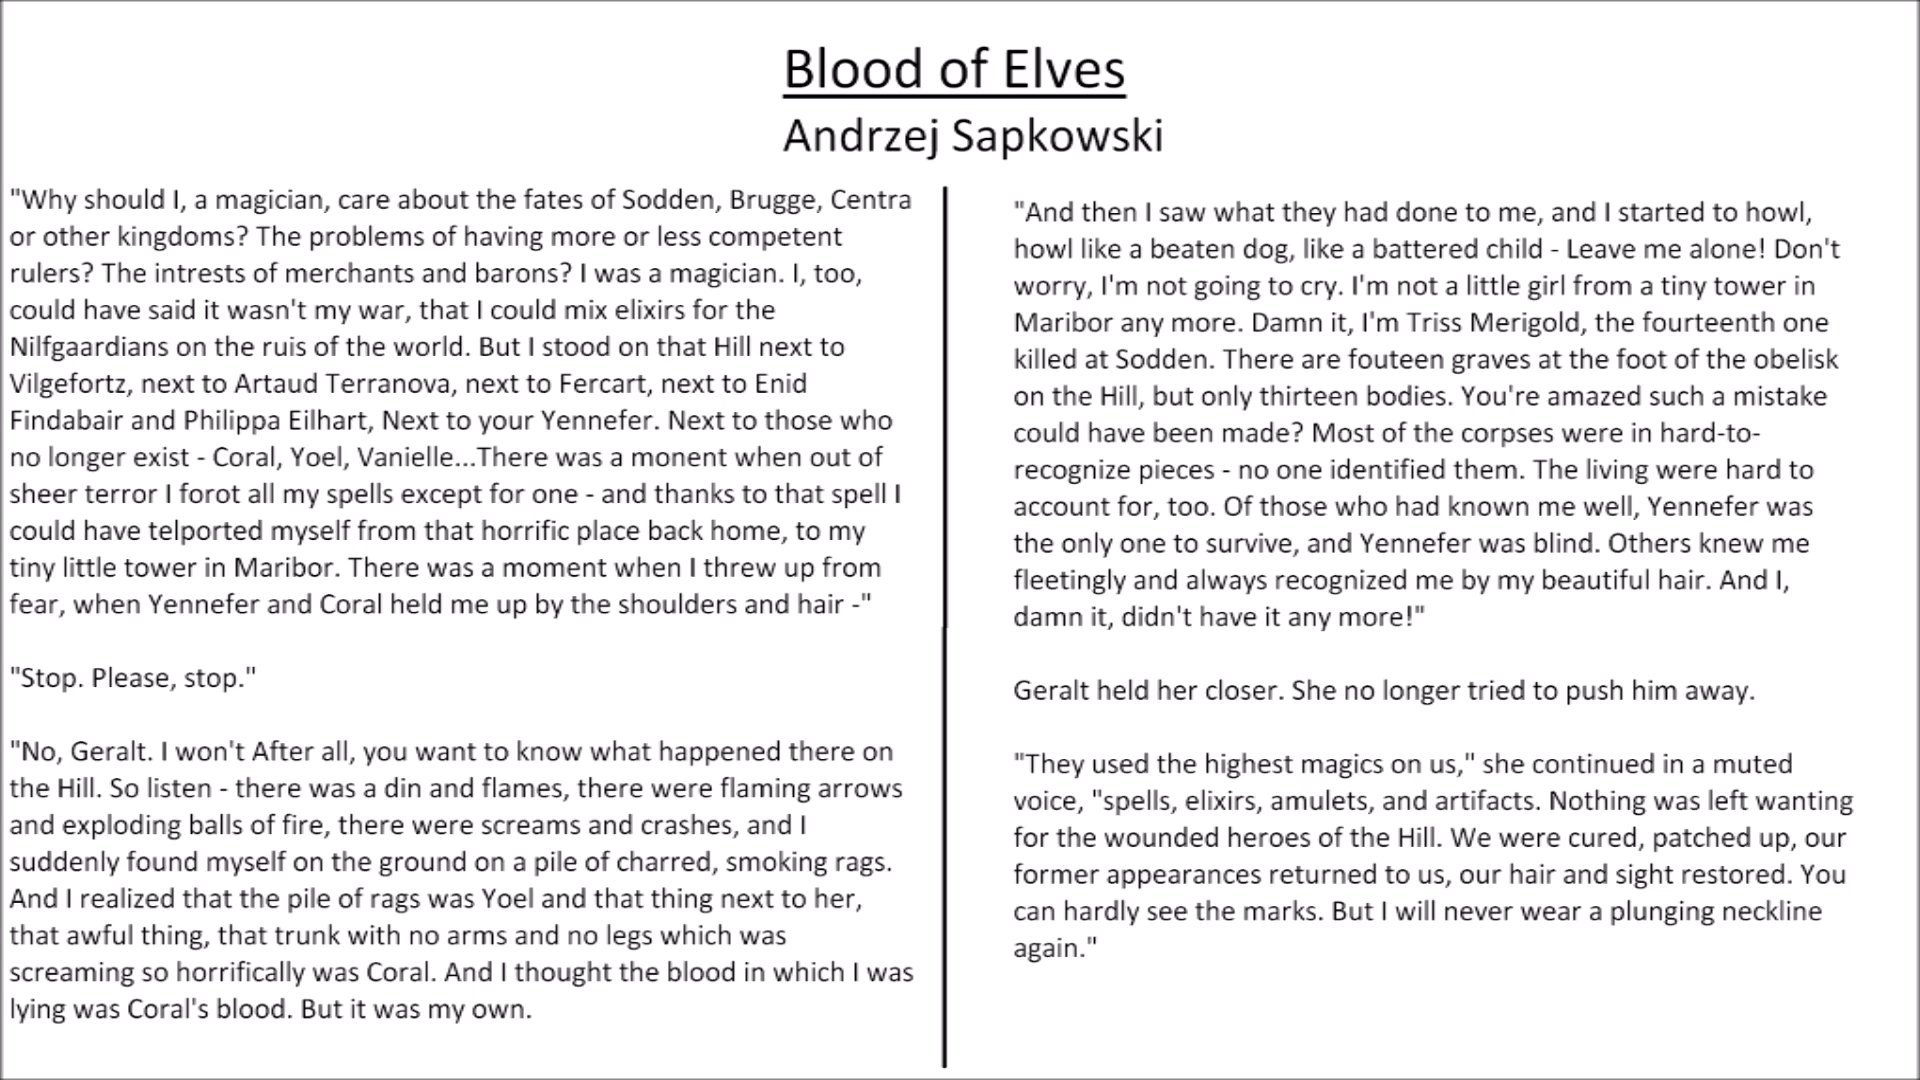 Blood of Elves
Andrzej Sapkowski
"Why should I, a magician, care about the fates of Sodden, Brugge, Centra
or other kingdoms? The problems of having more or less competent
rulers? The intrests of merchants and barons? I was a magician. I, too,
could have said it wasn't my war, that I could mix elixirs for the
Nilfgaardians on the ruis of the world. But I stood on that Hill next to
Vilgefortz, next to Artaud Terranova, next to Fercart, next to Enid
Findabair and Philippa Eilhart, Next to your Yennefer. Next to those who
no longer exist - Coral, Yoel, Vanielle...There was a monent when out of
sheer terror I forot all my spells except for one - and thanks to that spell I
could have telported myself from that horrific place back home, to my
tiny little tower in Maribor. There was a moment when I threw up from
fear, when Yennefer and Coral held me up by the shoulders and hair -"
"Stop. Please, stop."
"No, Geralt. I won't After all, you want to know what happened there on
the Hill. So listen - there was a din and flames, there were flaming arrows
and exploding balls of fire, there were screams and crashes, and I
suddenly found myself on the ground on a pile of charred, smoking rags.
And I realized that the pile of rags was Yoel and that thing next to her,
that awful thing, that trunk with no arms and no legs which was
screaming so horrifically was Coral. And I thought the blood in which I was
lying was Coral's blood. But it was my own.
"And then I saw what they had done to me, and I started to howl,
howl like a beaten dog, like a battered child - Leave me alone! Don't
worry, I'm not going to cry. I'm not a little girl from a tiny tower in
Maribor any more. Damn it, I'm Triss Merigold, the fourteenth one
killed at Sodden. There are fouteen graves at the foot of the obelisk
on the Hill, but only thirteen bodies. You're amazed such a mistake
could have been made? Most of the corpses were in hard-to-
recognize pieces - no one identified them. The living were hard to
account for, too. Of those who had known me well, Yennefer was
the only one to survive, and Yennefer was blind. Others knew me
fleetingly and always recognized me by my beautiful hair. And I,
damn it, didn't have it any more!"
Geralt held her closer. She no longer tried to push him away.
"They used the highest magics on us," she continued in a muted
voice, "spells, elixirs, amulets, and artifacts. Nothing was left wanting
for the wounded heroes of the Hill. We were cured, patched up, our
former appearances returned to us, our hair and sight restored. You
can hardly see the marks. But I will never wear a plunging neckline
again."